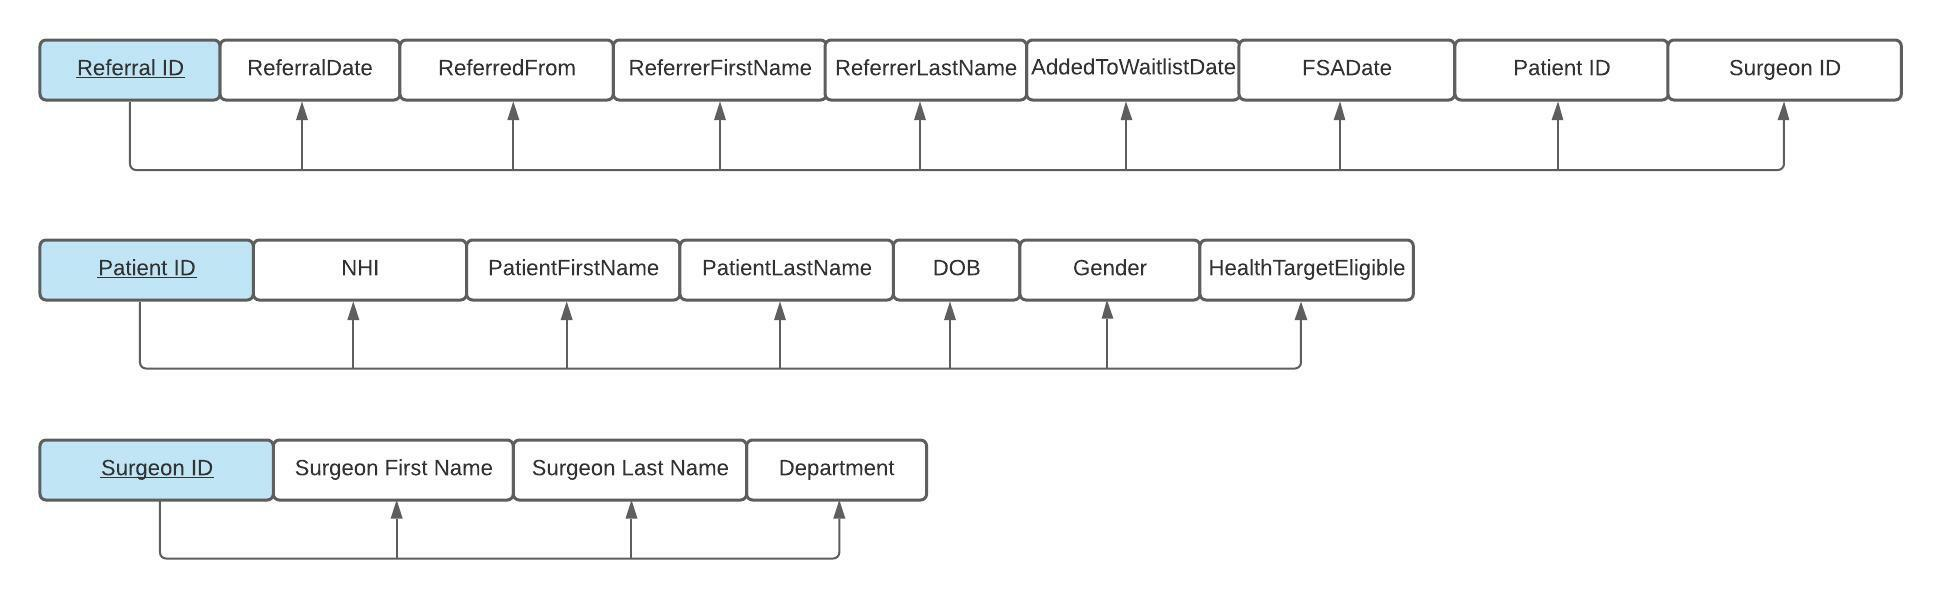 Referral ID ReferralDate ReferredFrom ReferrerFirstName ReferrerLastName AddedToWaitlistDate FSADate Patient ID Surgeon ID
Patient ID NHI PatientFirstName PatientLastName DOB Gender HealthTargetEligible
Surgeon ID Surgeon First Name Surgeon Last Name Department